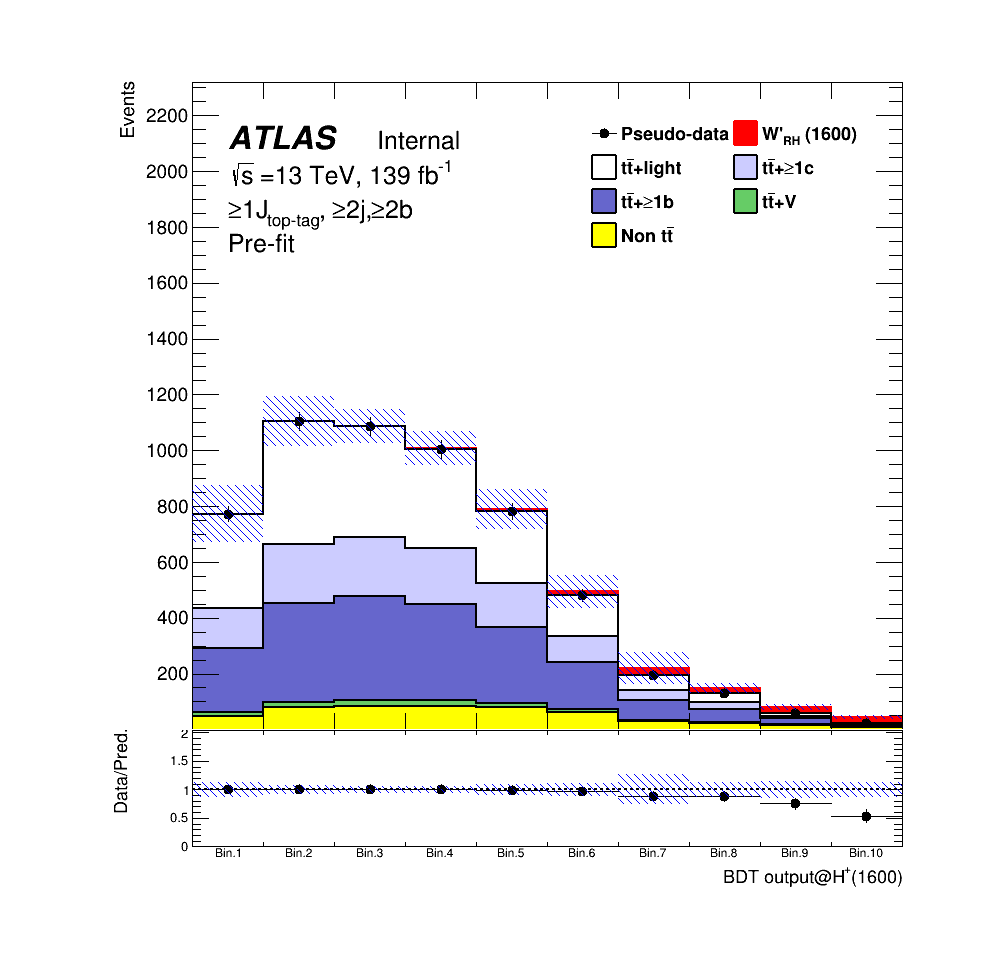 Events
2200
2000
1800
1600
1400
1200
1000
800
600
400
200
ATLAS Internal
√s =13 TeV, 139 fb⁻¹
≥1J_top-tag, ≥2j,≥2b
Pre-fit
Pseudo-data W'_RH (1600)
tt̄+light tt̄+≥1c
tt̄+≥1b tt̄+V
Non tt̄
Data/Pred.
2
1.5
1
0.5
0
Bin.1 Bin.2 Bin.3 Bin.4 Bin.5 Bin.6 Bin.7 Bin.8 Bin.9 Bin.10
BDT output@H⁺(1600)